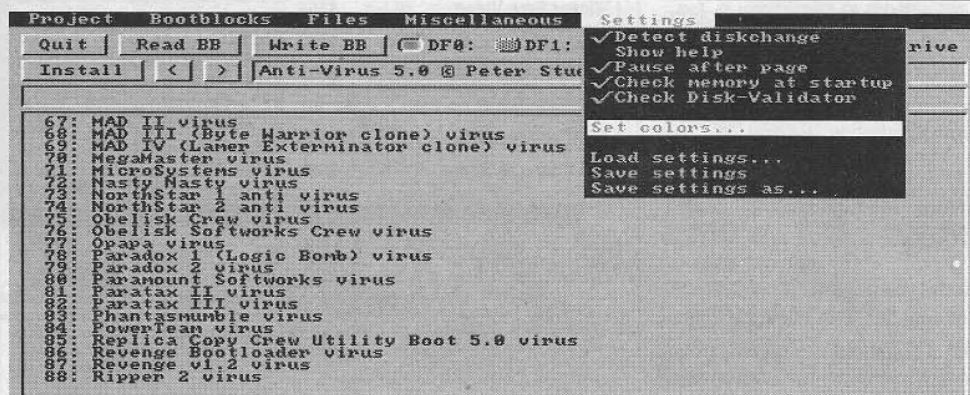 Project Bootblocks Files Miscellaneous Settings
Quit Read BB Write BB DF0: DF1: rive
Install < > Anti-Virus 5.0 © Peter Stue
✓Detect diskchange
Show help
✓Pause after page
✓Check memory at startup
✓Check Disk-Validator
Set colors...
Load settings...
Save settings
Save settings as...
67: MAD II virus
68: MAD III (Byte Warrior clone) virus
69: MAD IV (Lamer Exterminator clone) virus
70: MegaMaster virus
71: MicroSystems virus
72: Nasty Nasty virus
73: NorthStar 1 anti virus
74: NorthStar 2 anti virus
75: Obelisk Crew virus
76: Obelisk Softworks Crew virus
77: Opapa virus
78: Paradox 1 (Logic Bomb) virus
79: Paradox 2 virus
80: Paramount Softworks virus
81: Paratax II virus
82: Paratax III virus
83: Phantasmumble virus
84: PowerTeam virus
85: Replica Copy Crew Utility Boot 5.0 virus
86: Revenge Bootloader virus
87: Revenge v1.2 virus
88: Ripper 2 virus